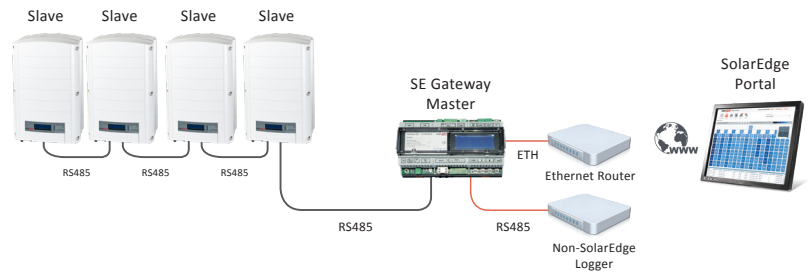 Slave
Slave
Slave
Slave
SE Gateway
Master
SolarEdge
Portal
WWW
ETH
Ethernet Router
RS485
RS485
RS485
RS485
RS485
Non-SolarEdge
Logger